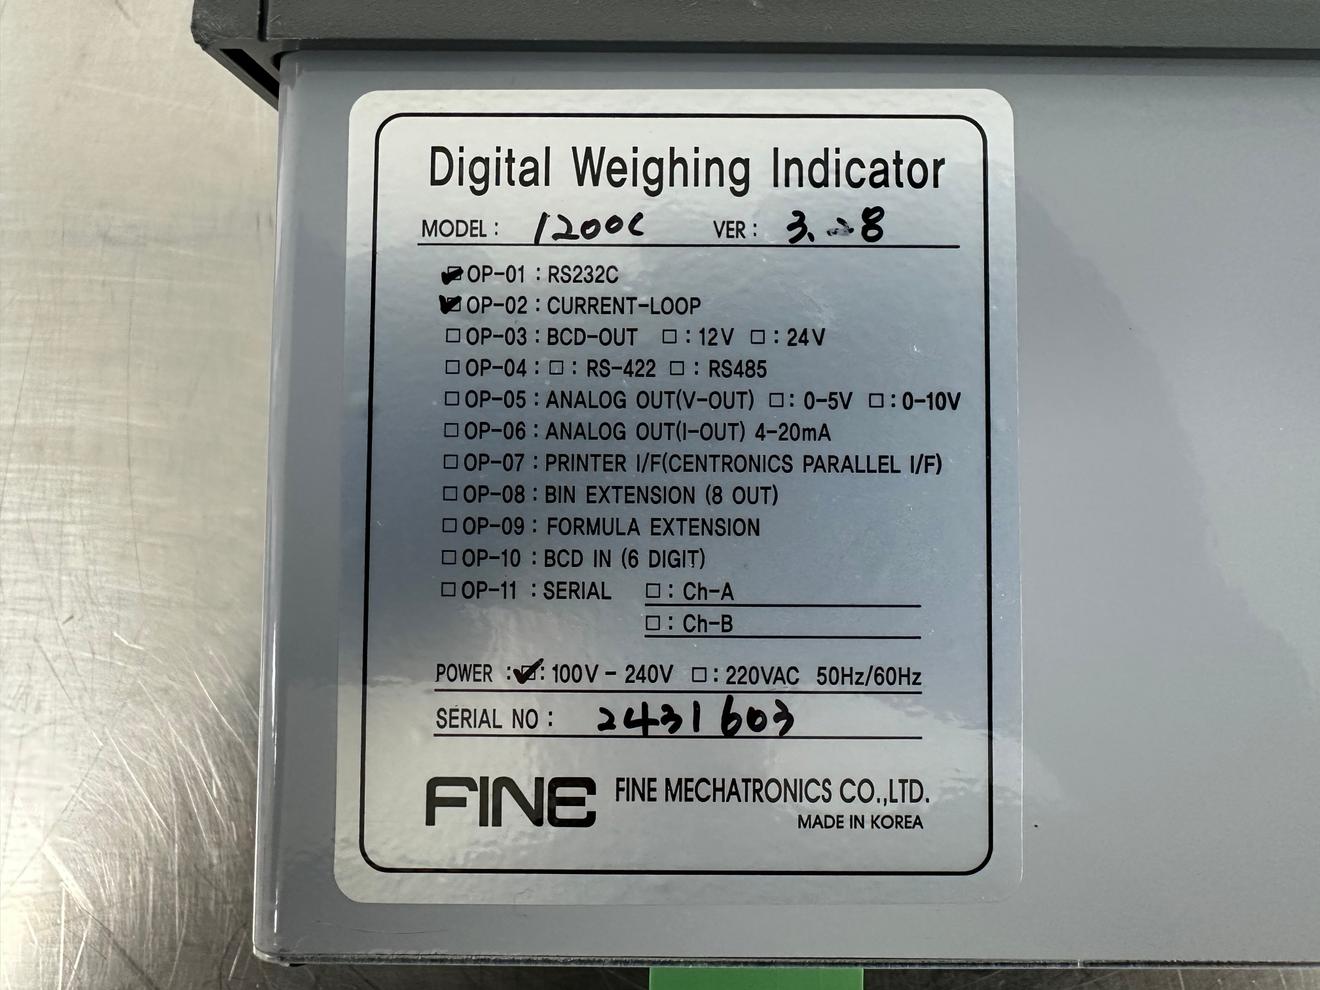 Digital Weighing Indicator
MODEL : 1200C VER : 3.
☑ OP-01 : RS232C
☑ OP-02 : CURRENT-LOOP
☐ OP-03 : BCD-OUT ☐ : 12V ☐ : 24V
☐ OP-04 : ☐ : RS-422 ☐ : RS485
☐ OP-05 : ANALOG OUT(V-OUT) ☐ : 0-5V ☐ : 0-10V
☐ OP-06 : ANALOG OUT(I-OUT) 4-20mA
☐ OP-07 : PRINTER I/F(CENTRONICS PARALLEL I/F)
☐ OP-08 : BIN EXTENSION (8 OUT)
☐ OP-09 : FORMULA EXTENSION
☐ OP-10 : BCD IN (6 DIGIT)
☐ OP-11 : SERIAL ☐ : Ch-A
☐ : Ch-B
POWER : ☑ : 100V - 240V ☐ : 220VAC 50Hz/60Hz
SERIAL NO : 2431603
FINE FINE MECHATRONICS CO.,LTD.
MADE IN KOREA